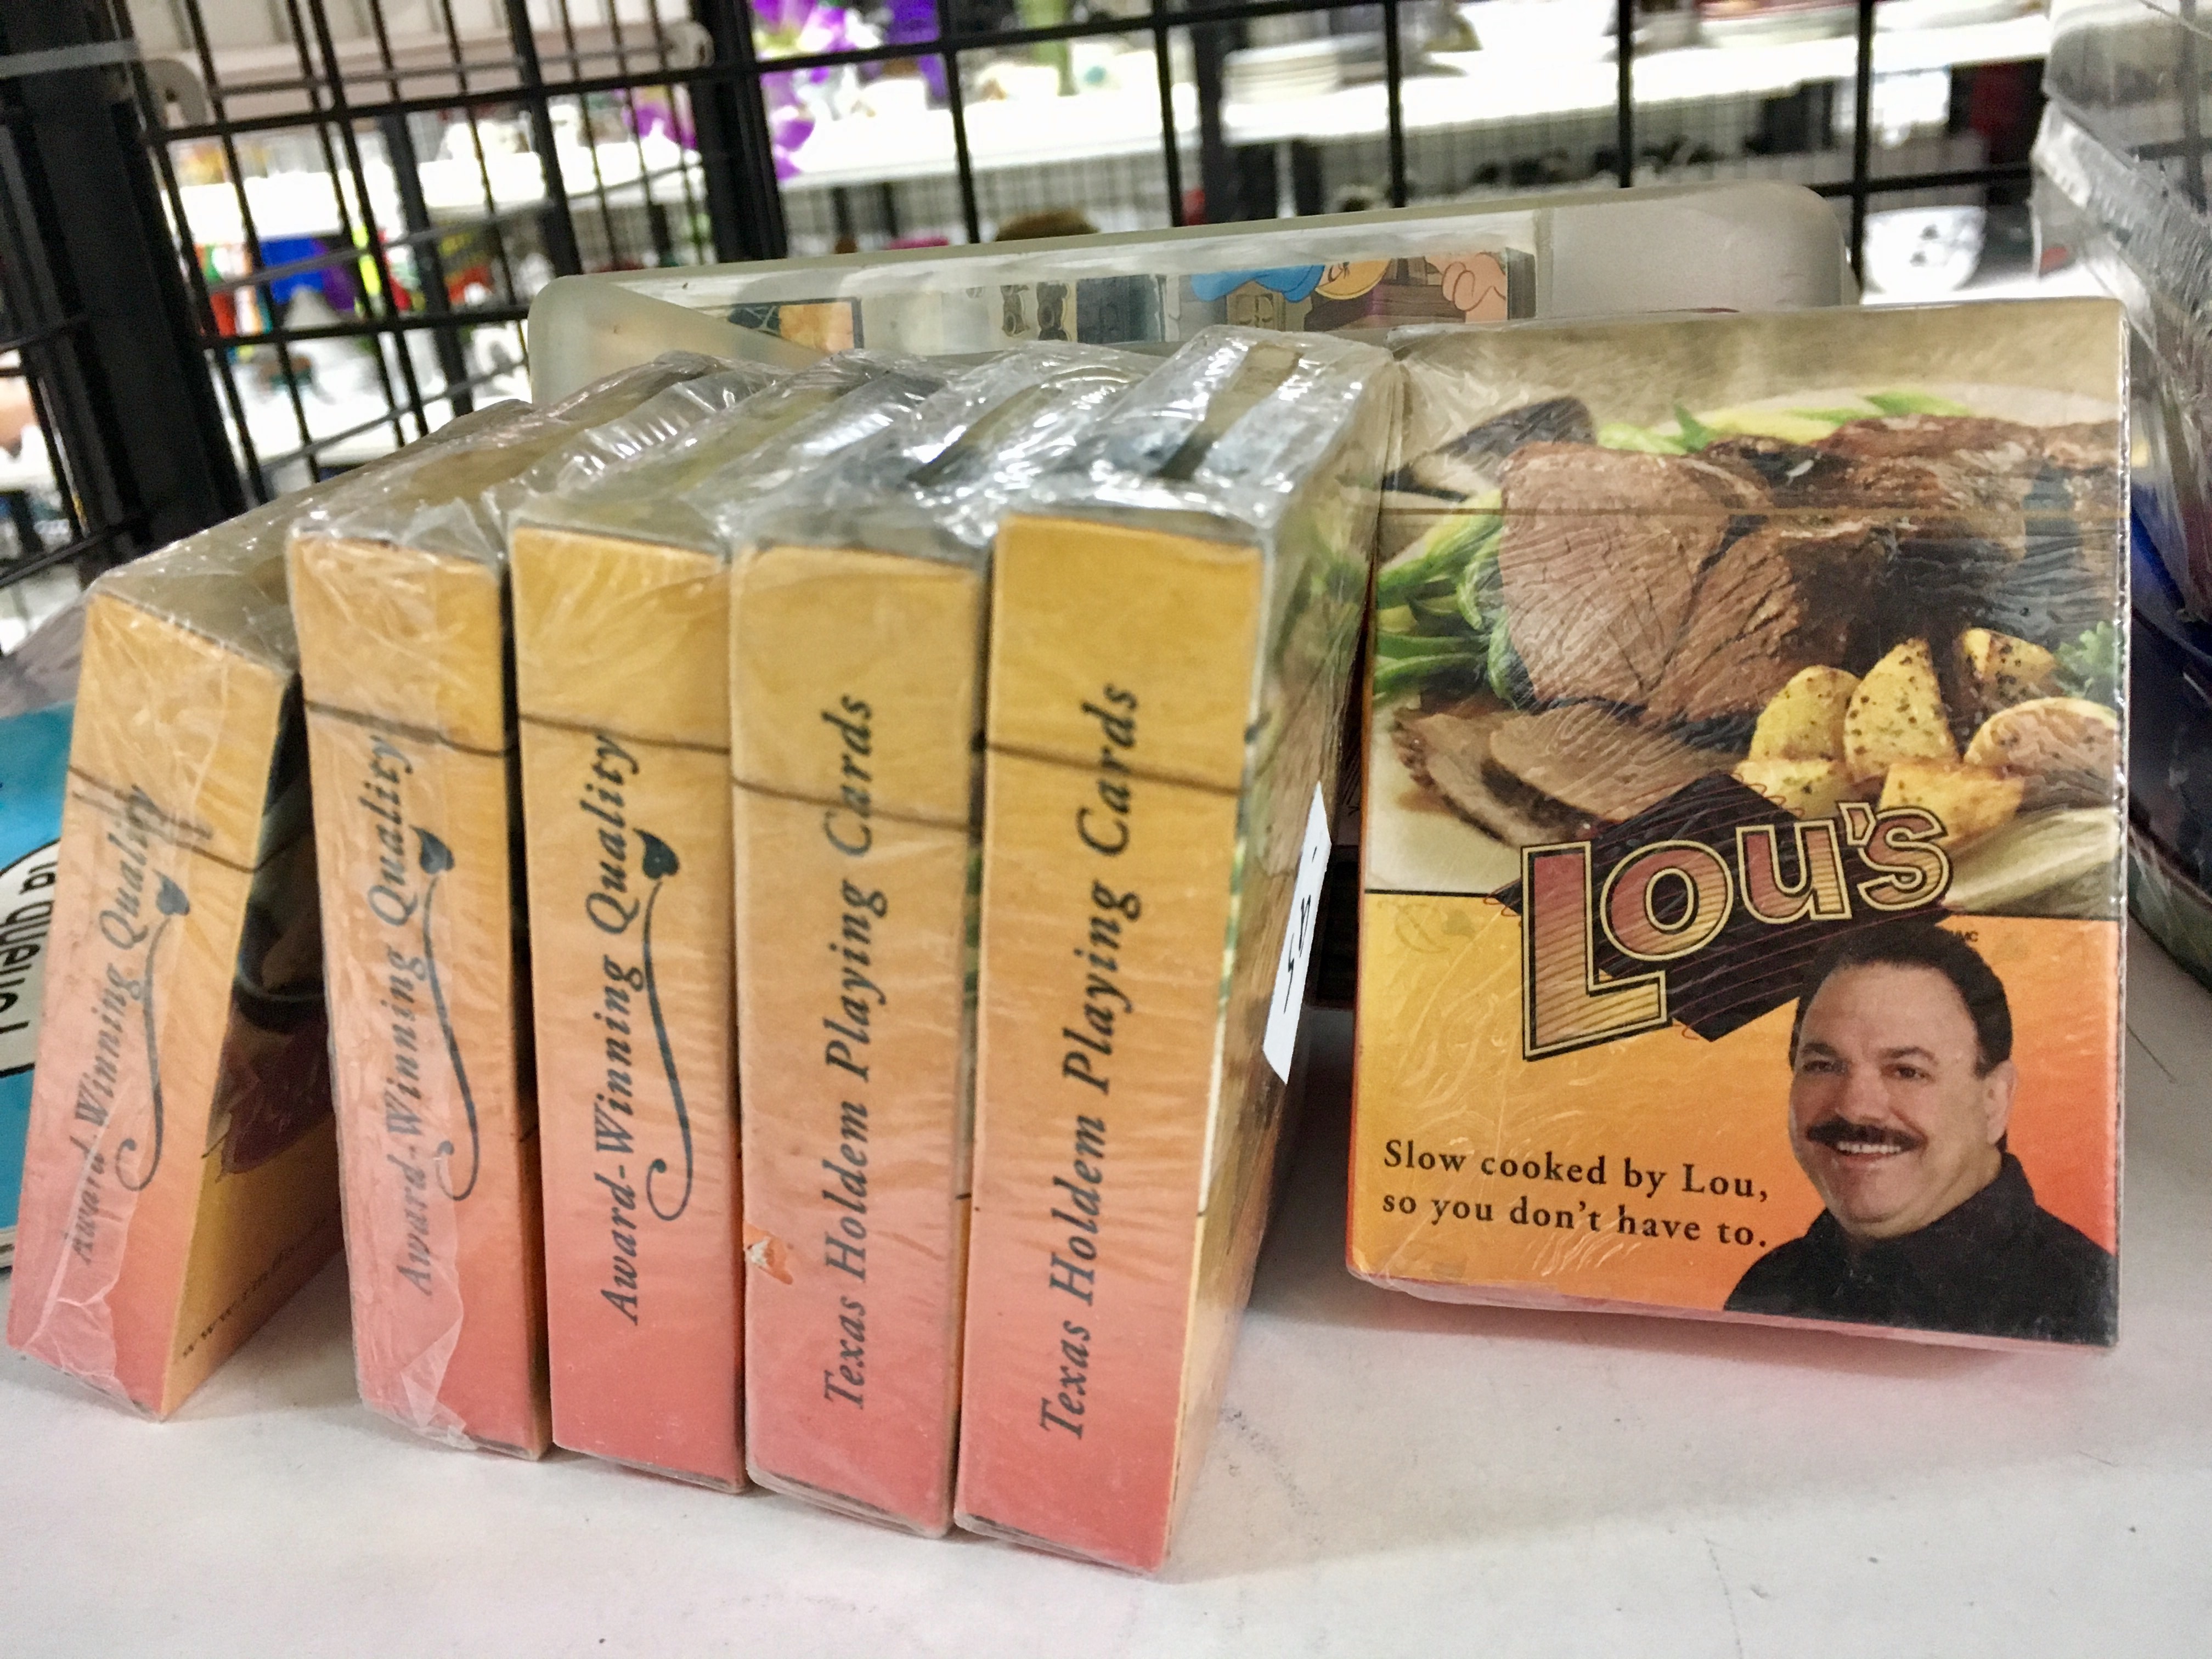 Award-Winning Quality
Award-Winning Quality
Award-Winning Quality
Texas Holdem Playing Cards
Texas Holdem Playing Cards
Lou's
MC
Slow cooked by Lou,
so you don't have to.